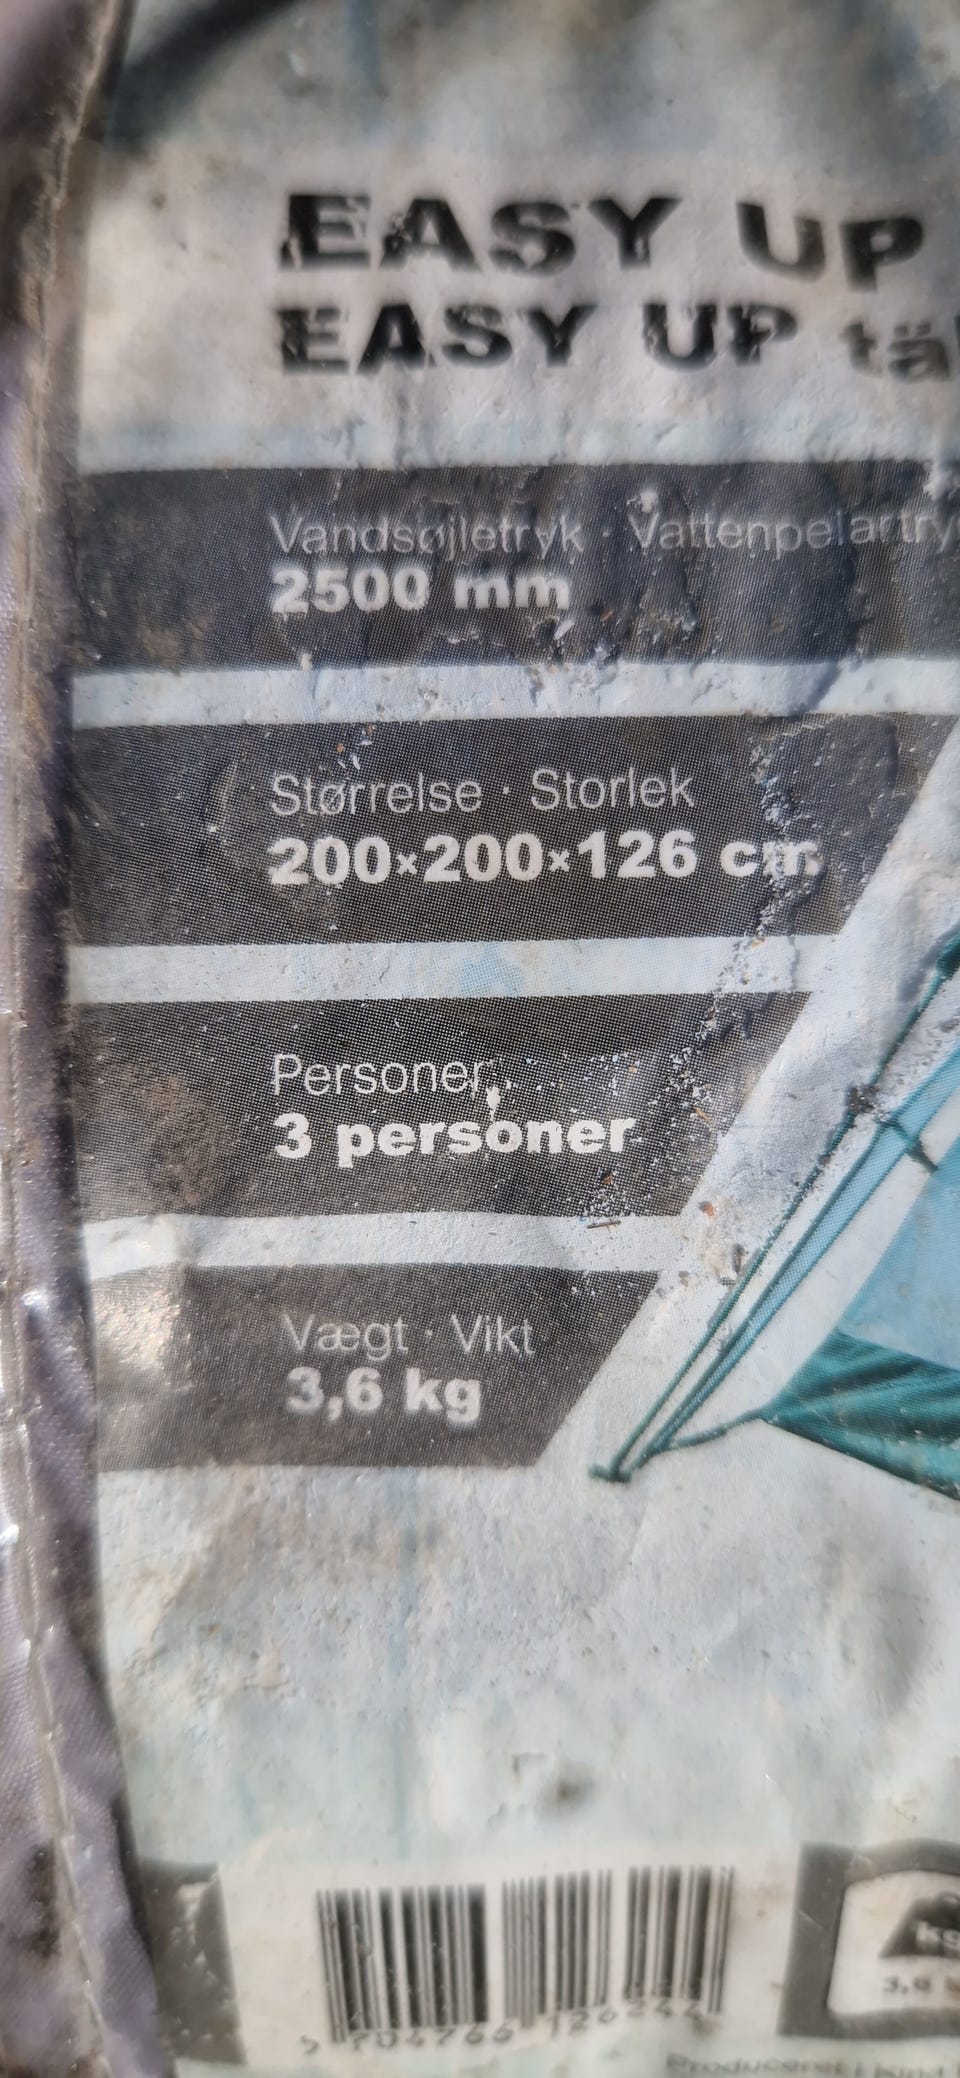 EASY UP
EASY UP
Vandsøjletryk · Vattenpelartry
2500 mm
Størrelse · Storlek
200×200×126 cm
Personer
3 personer
Vægt · Vikt
3,6 kg